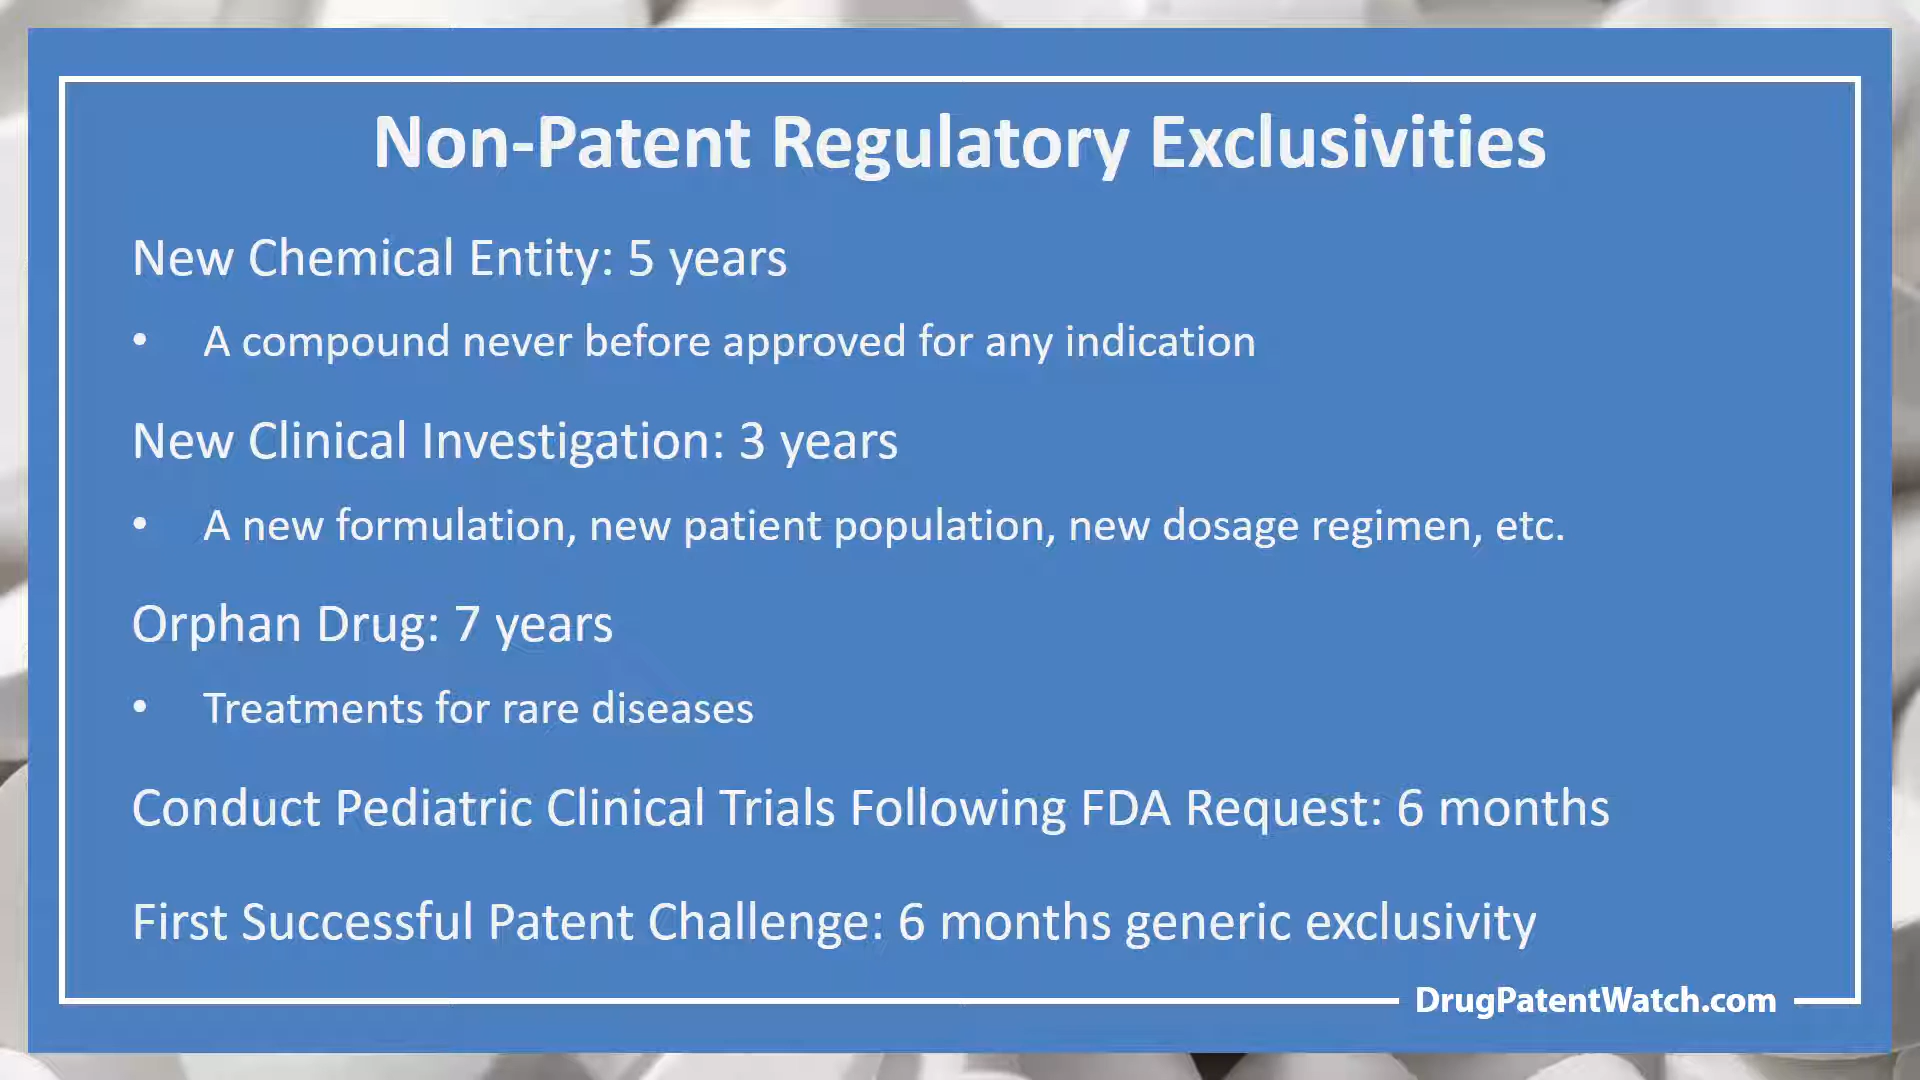 Non-Patent Regulatory Exclusivities
New Chemical Entity: 5 years
• A compound never before approved for any indication
New Clinical Investigation: 3 years
• A new formulation, new patient population, new dosage regimen, etc.
Orphan Drug: 7 years
• Treatments for rare diseases
Conduct Pediatric Clinical Trials Following FDA Request: 6 months
First Successful Patent Challenge: 6 months generic exclusivity
DrugPatentWatch.com